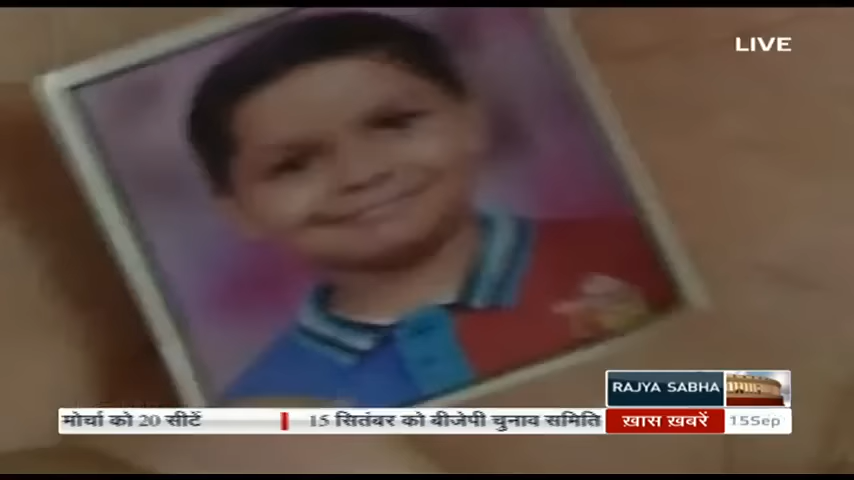 LIVE
RAJYA SABHA
मोर्चा को 20 सीटें 15 सितंबर को बीजेपी चुनाव समिति
ख़ास ख़बरें 15Sep